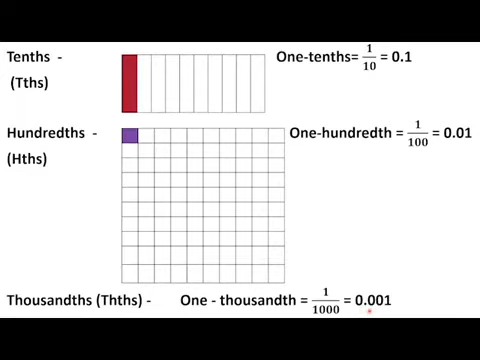 Tenths - One-tenths= 1/10 = 0.1
(Tths)
Hundredths - One-hundredth = 1/100 = 0.01
(Hths)
Thousandths (Thths) - One - thousandth = 1/1000 = 0.001